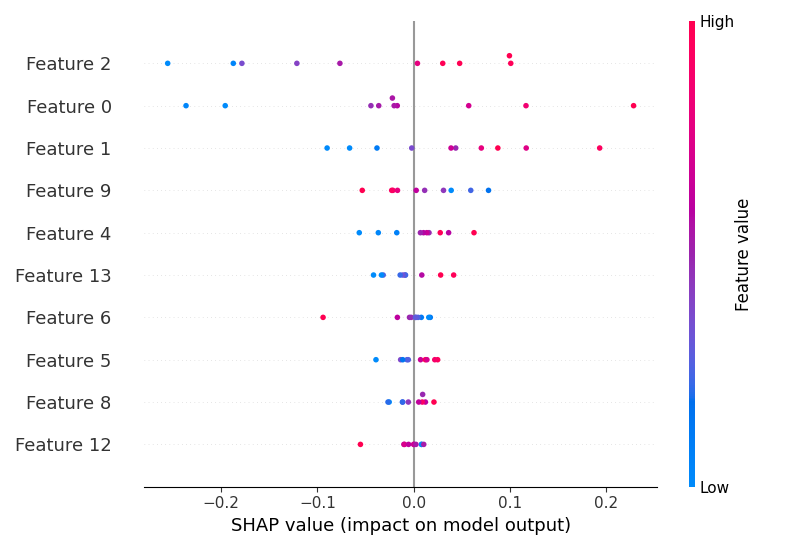 High
Feature 2
Feature 0
Feature 1
Feature 9
Feature 4
Feature 13
Feature 6
Feature 5
Feature 8
Feature 12
Feature value
Low
−0.2 −0.1 0.0 0.1 0.2
SHAP value (impact on model output)